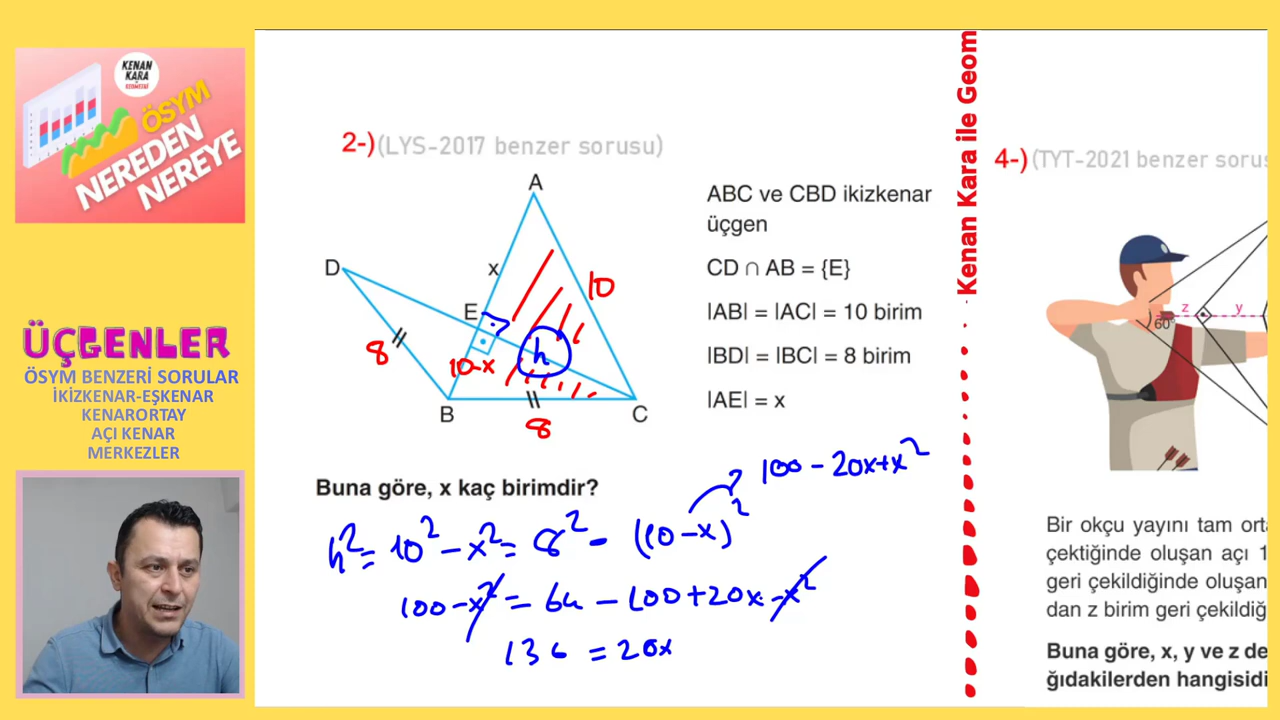 KENAN
KARA
ÖSYM
NEREDEN
NEREYE
ÜÇGENLER
ÖSYM BENZERİ SORULAR
İKİZKENAR-EŞKENAR
KENARORTAY
AÇI KENAR
MERKEZLER
2-) (LYS-2017 benzer sorusu)
A
D
x
10
E
8
10-x
h
B
C
8
ABC ve CBD ikizkenar
üçgen
CD ∩ AB = {E}
|AB| = |AC| = 10 birim
|BD| = |BC| = 8 birim
|AE| = x
Buna göre, x kaç birimdir?
100 - 20x + x²
h² = 10² - x² = 8² - (10 - x)²
100 - x² = 64 - 100 + 20x - x²
136 = 20x
Kenan Kara ile Geom
4-) (TYT-2021 benzer sorus
60°
z
y
Bir okçu yayını tam orta
çektiğinde oluşan açı 1
geri çekildiğinde oluşan
dan z birim geri çekildiğ
Buna göre, x, y ve z de
ğıdakilerden hangisidi